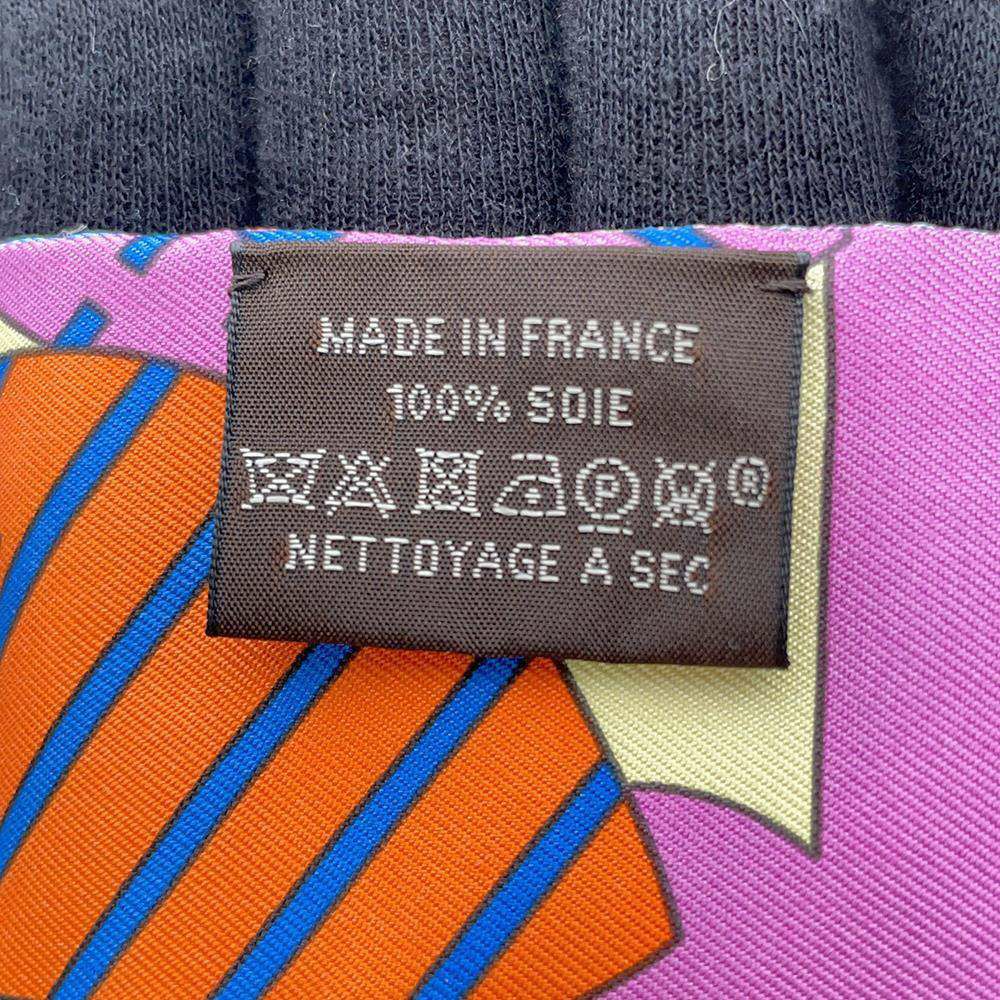 MADE IN FRANCE
100% SOIE
P W ®
NETTOYAGE A SEC